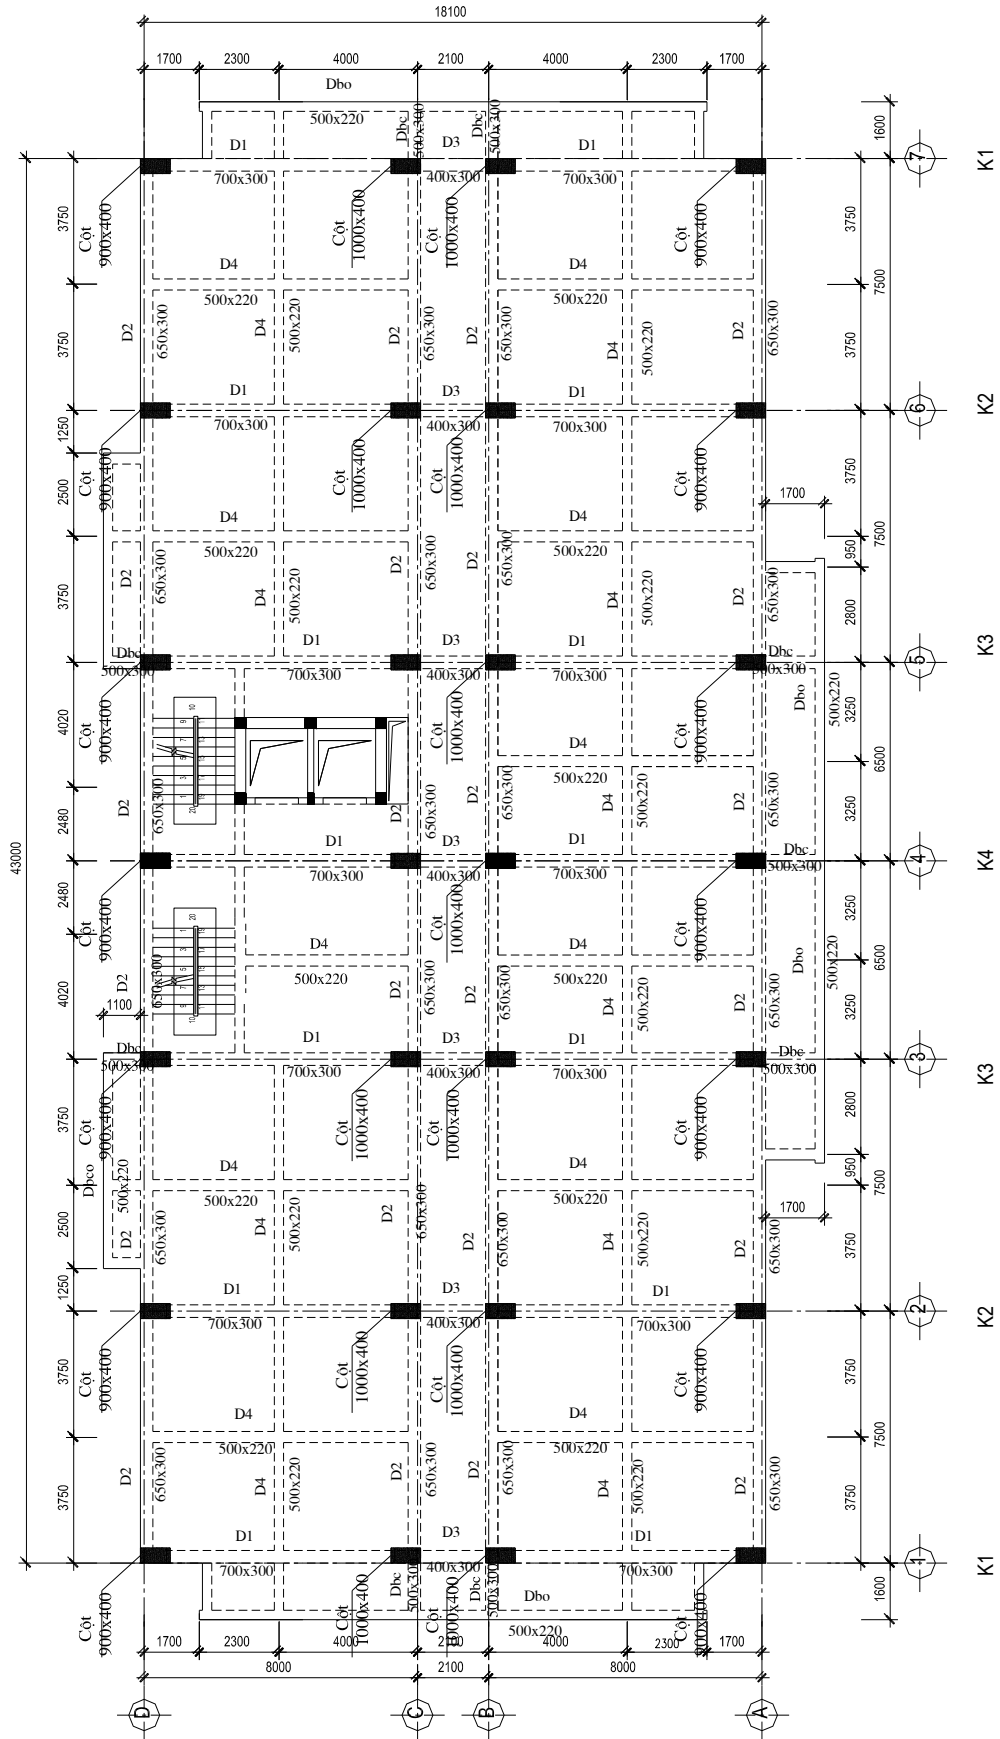 18100
1700 2300 4000 2100 4000 2300 1700
Dbo
500x220
Dbc
500x300
Dbc
500x300
1600
D1 D3 D1
7 K1
700x300 400x300 700x300
Cột
900x400
Cột
1000x400
Cột
1000x400
Cột
900x400
3750 3750
7500
D4 D4
500x220 500x220
D2 650x300 D4 500x220 D2 650x300 D2 650x300 D4 500x220 D2 650x300
3750 3750
D1 D3 D1
6 K2
700x300 400x300 700x300
1250
Cột
900x400
Cột
1000x400
Cột
1000x400
Cột
900x400
3750
2500
1700
7500
D4 D4
500x220 500x220
950
D2 650x300 D4 500x220 D2 650x300 D2 650x300 D4 500x220 D2 650x300
3750 2800
D1 D3 D1
Dbc
500x300
Dbc
500x300
5 K3
700x300 400x300 700x300
Cột
900x400
Cột
1000x400
Cột
900x400
Dbo
500x220
4020 3250
6500
D4
500x220
D2 650x300 D2 650x300 D2 650x300 D4 500x220 D2 650x300
2480 3250
43000
D1 D3 D1
Dbc
500x300
4 K4
700x300 400x300 700x300
2480 3250
Cột
900x400
Cột
1000x400
Cột
900x400
D4 D4
500x220 500x220
6500
Dbo
500x220
D2 650x300 D2 650x300 D2 650x300 D4 500x220 D2 650x300
4020 3250
1100
D1 D3 D1
Dbc
500x300
Dbc
500x300
3 K3
700x300 400x300 700x300
Cột
900x400
Cột
1000x400
Cột
1000x400
Cột
900x400
3750 2800
D4 D4
500x220 500x220
950
7500
1700
Dbco
500x220
D2 650x300 D4 500x220 D2 650x300 D2 650x300 D4 500x220 D2 650x300
2500 3750
1250
D1 D3 D1
2 K2
700x300 400x300 700x300
Cột
900x400
Cột
1000x400
Cột
1000x400
Cột
900x400
3750 3750
7500
D4 D4
500x220 500x220
D2 650x300 D4 500x220 D2 650x300 D2 650x300 D4 500x220 D2 650x300
3750 3750
D1 D3 D1
1 K1
700x300 400x300 700x300
Cột
900x400
Cột
1000x400
Dbc
500x300
Cột
1000x400
Dbc
500x300
Dbo
500x220
Cột
900x400
1600
1700 2300 4000 2100 4000 2300 1700
8000 2100 8000
D C B A